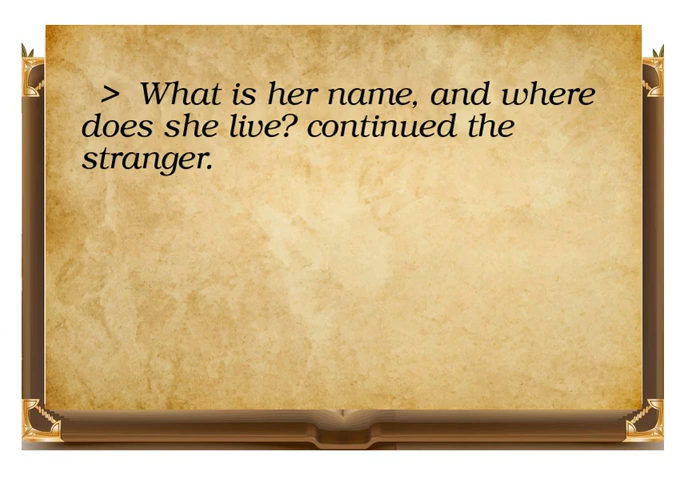 > What is her name, and where
does she live? continued the
stranger.